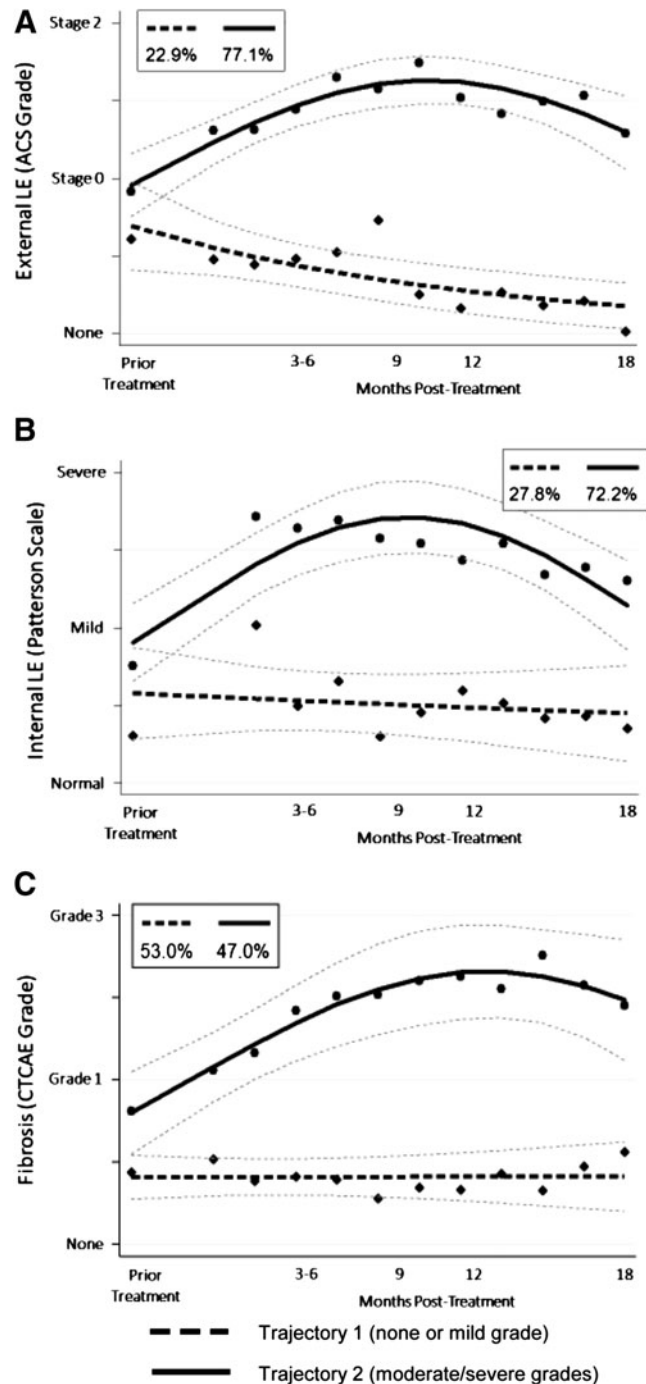 A
Stage 2
22.9% 77.1%
External LE (ACS Grade)
Stage 0
None
Prior Treatment
3-6
9
12
18
Months Post-Treatment
B
Severe
27.8% 72.2%
Internal LE (Patterson Scale)
Mild
Normal
Prior Treatment
3-6
9
12
18
Months Post-Treatment
C
Grade 3
53.0% 47.0%
Fibrosis (CTCAE Grade)
Grade 1
None
Prior Treatment
3-6
9
12
18
Months Post-Treatment
Trajectory 1 (none or mild grade)
Trajectory 2 (moderate/severe grades)